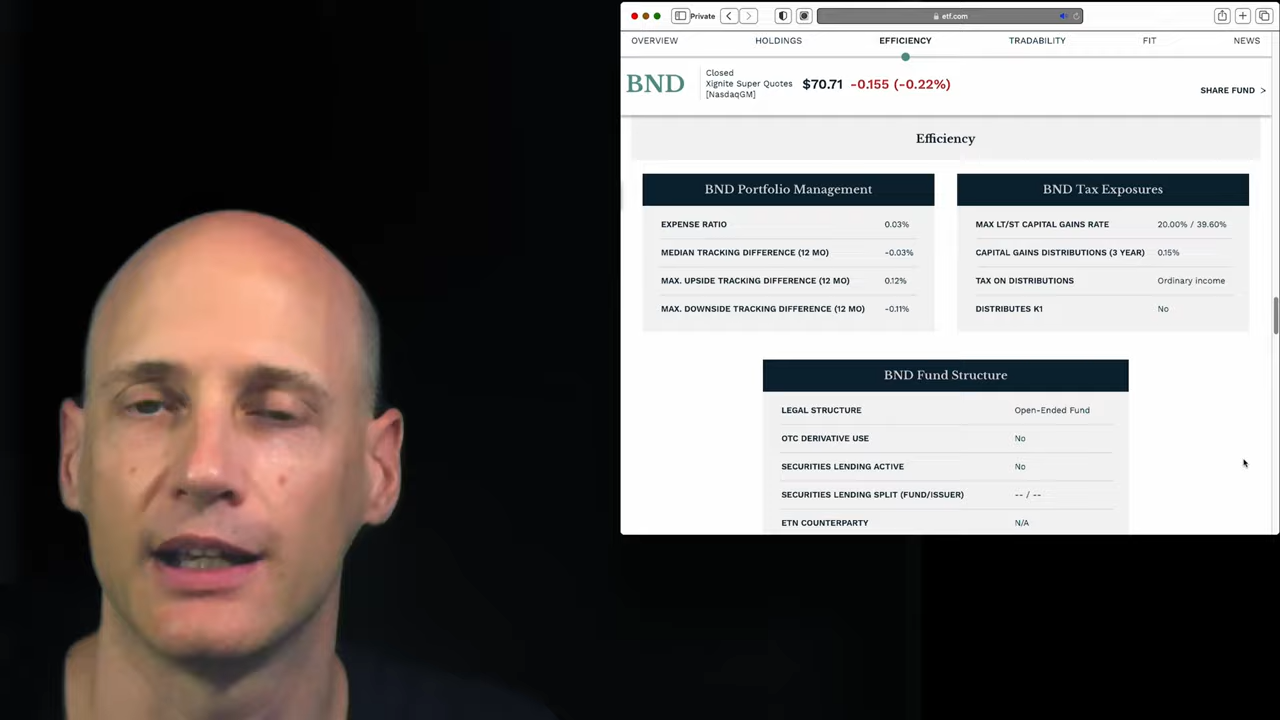 Private
etf.com
OVERVIEW HOLDINGS EFFICIENCY TRADABILITY FIT NEWS
BND
Closed
Xignite Super Quotes
[NasdaqGM]
$70.71 -0.155 (-0.22%)
SHARE FUND >
Efficiency
BND Portfolio Management
EXPENSE RATIO 0.03%
MEDIAN TRACKING DIFFERENCE (12 MO) -0.03%
MAX. UPSIDE TRACKING DIFFERENCE (12 MO) 0.12%
MAX. DOWNSIDE TRACKING DIFFERENCE (12 MO) -0.11%
BND Tax Exposures
MAX LT/ST CAPITAL GAINS RATE 20.00% / 39.60%
CAPITAL GAINS DISTRIBUTIONS (3 YEAR) 0.15%
TAX ON DISTRIBUTIONS Ordinary income
DISTRIBUTES K1 No
BND Fund Structure
LEGAL STRUCTURE Open-Ended Fund
OTC DERIVATIVE USE No
SECURITIES LENDING ACTIVE No
SECURITIES LENDING SPLIT (FUND/ISSUER) -- / --
ETN COUNTERPARTY N/A